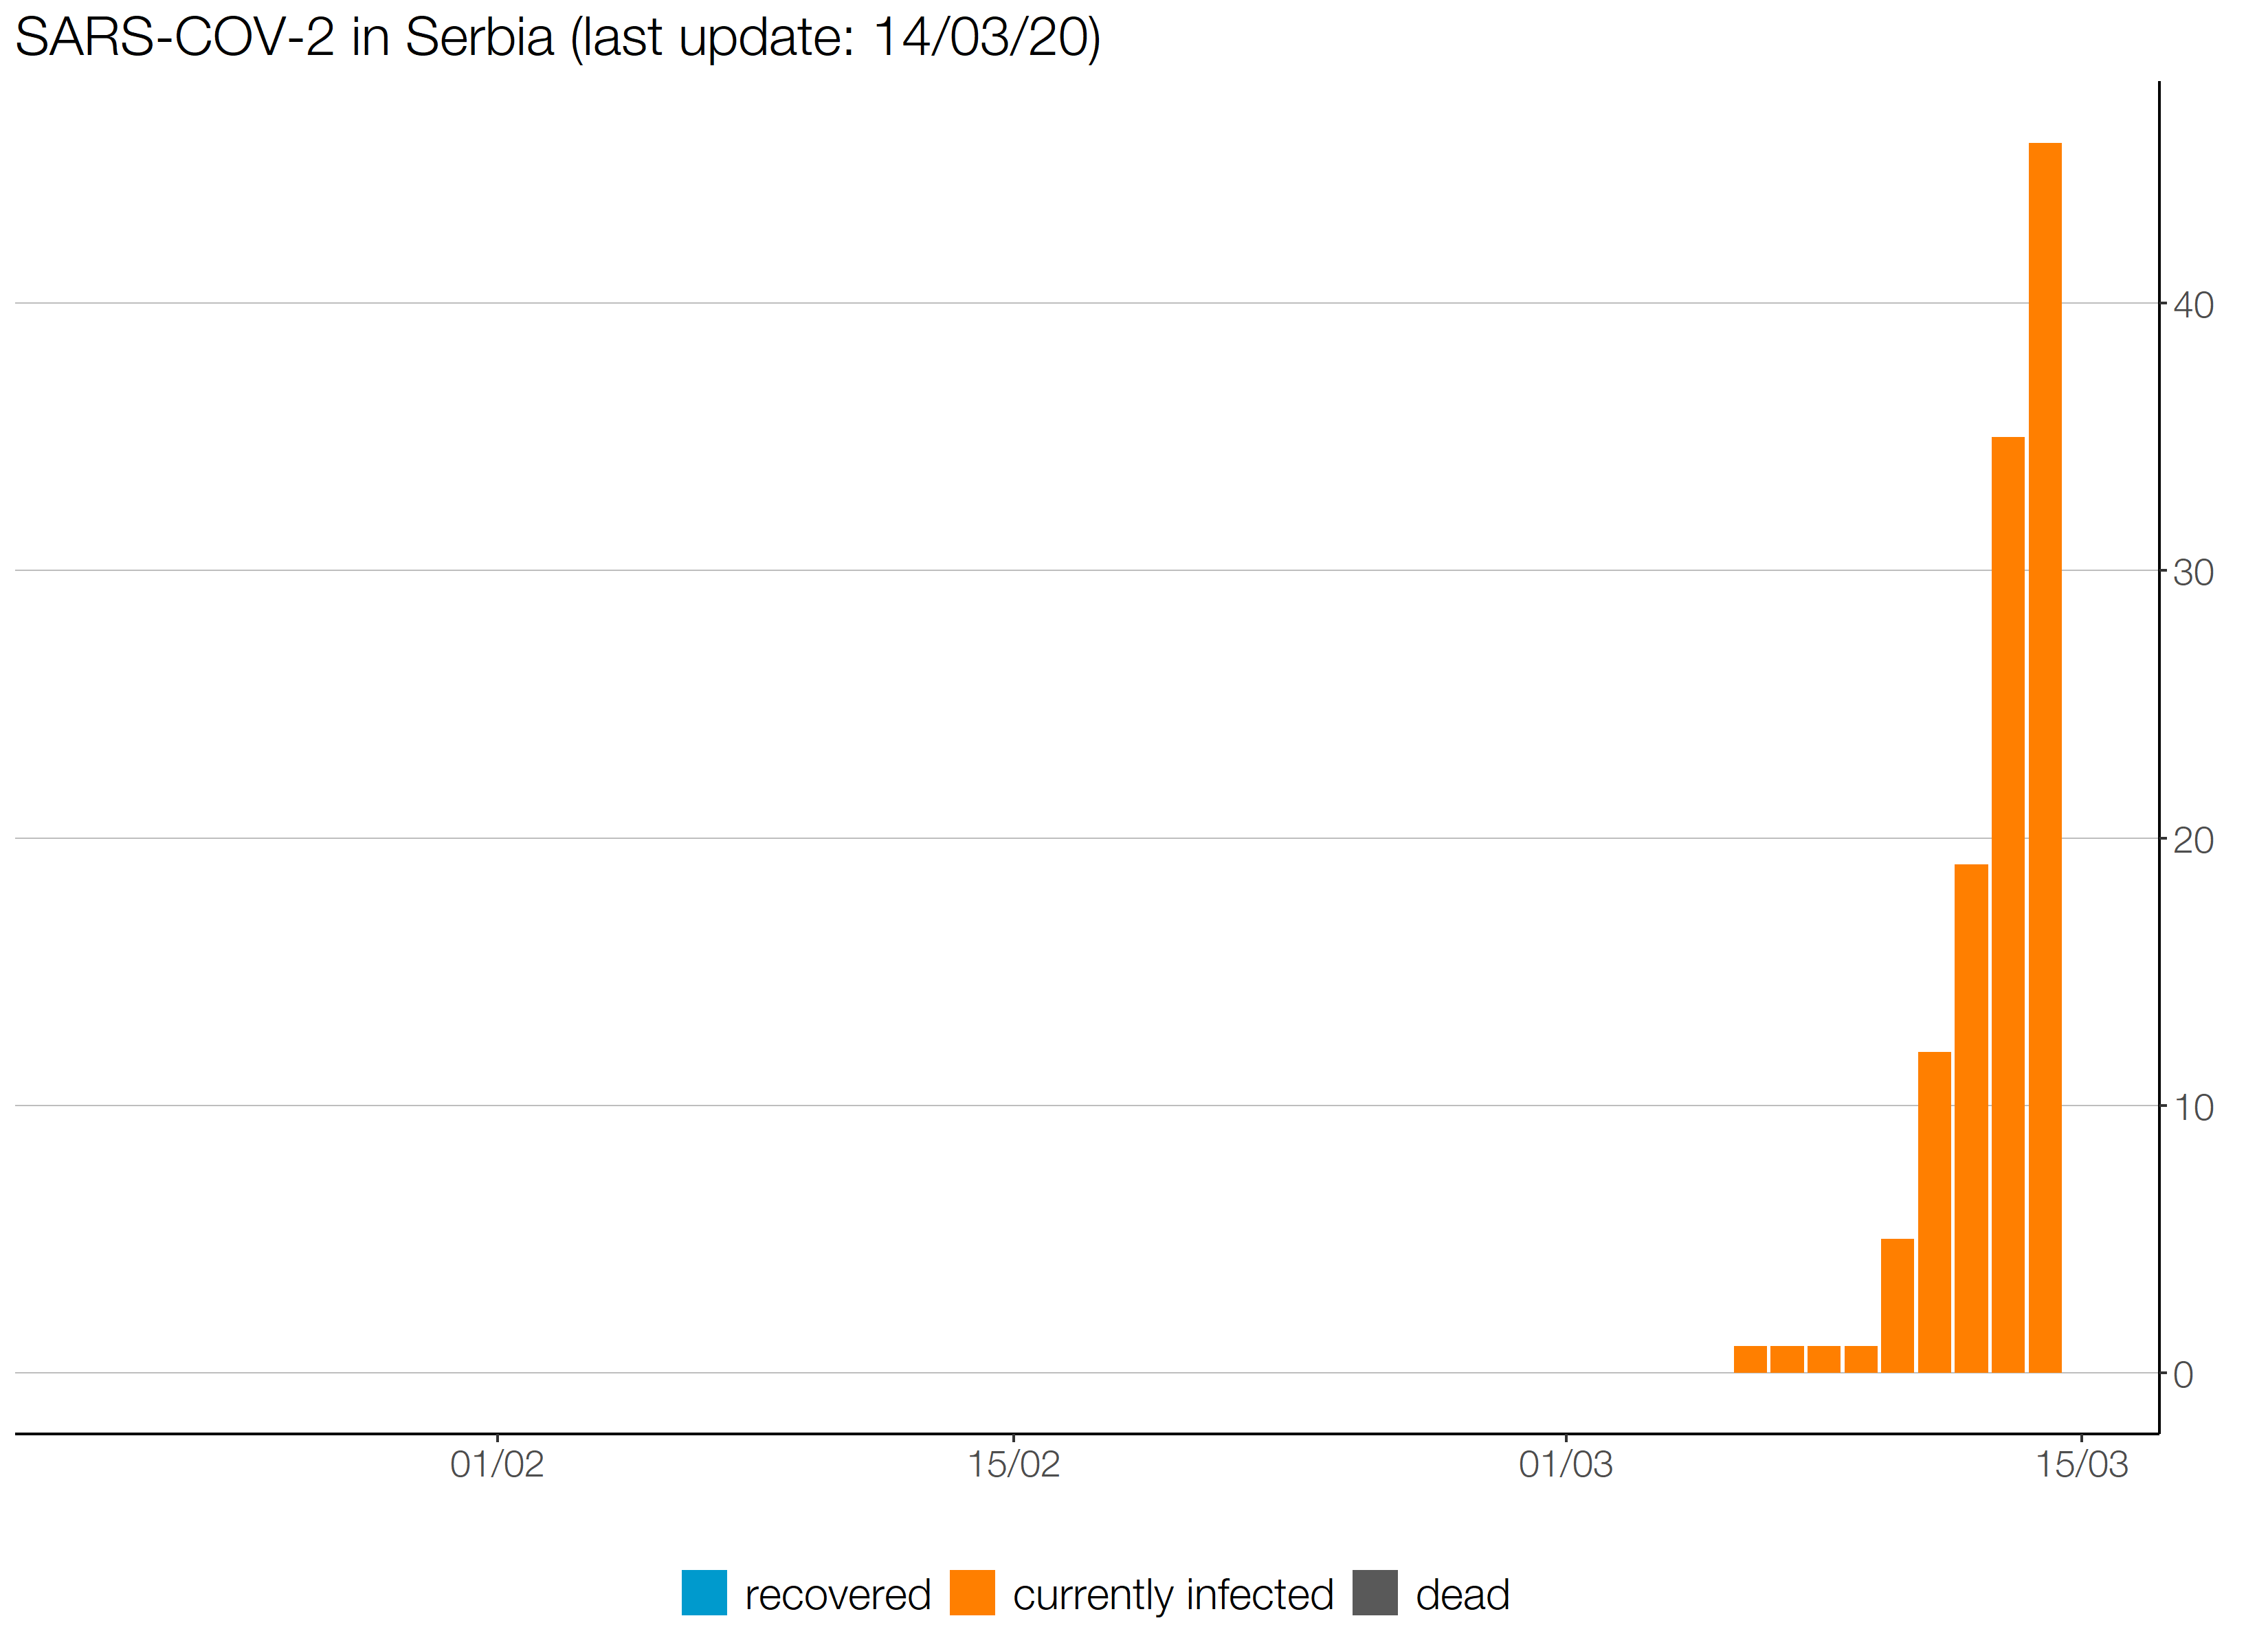 SARS-COV-2 in Serbia (last update: 14/03/20)
40
30
20
10
0
01/02 15/02 01/03 15/03
recovered currently infected dead